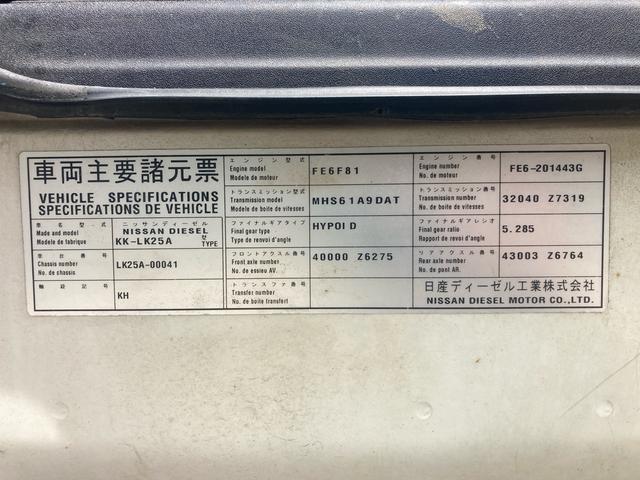 車両主要諸元票
VEHICLE SPECIFICATIONS
SPECIFICATIONS DE VEHICLE
車名・型式
Made and model
Modele de fabrique
ニッサンディーゼル
NISSAN DIESEL
KK-LK25A
型
TYPE
車台番号
Chassis number
No. de chassis
LK25A-00041
KH
エンジン型式
Engine model
Modele de moteur
FE6F81
エンジン番号
Engine number
No. de moteur
FE6-201443G
トランスミッション型式
Transmission model
Modele de boite de vitesses
MHS61A9DAT
トランスミッション番号
Transmission number
No. de boite de vitesses
32040 Z7319
ファイナルギアタイプ
Final gear type
Type de renvoi d'angle
HYPOID
ファイナルギアレシオ
Final gear ratio
Rapport de renvoi d'angle
5.285
フロントアクスル番号
Front axle number
No. de essieu AV.
40000 Z6275
リアアクスル番号
Rear axle number
No. de pont AR.
43003 Z6764
トランスファ番号
Transfer number
No. de boite transfert
日産ディーゼル工業株式会社
NISSAN DIESEL MOTOR CO.,LTD.